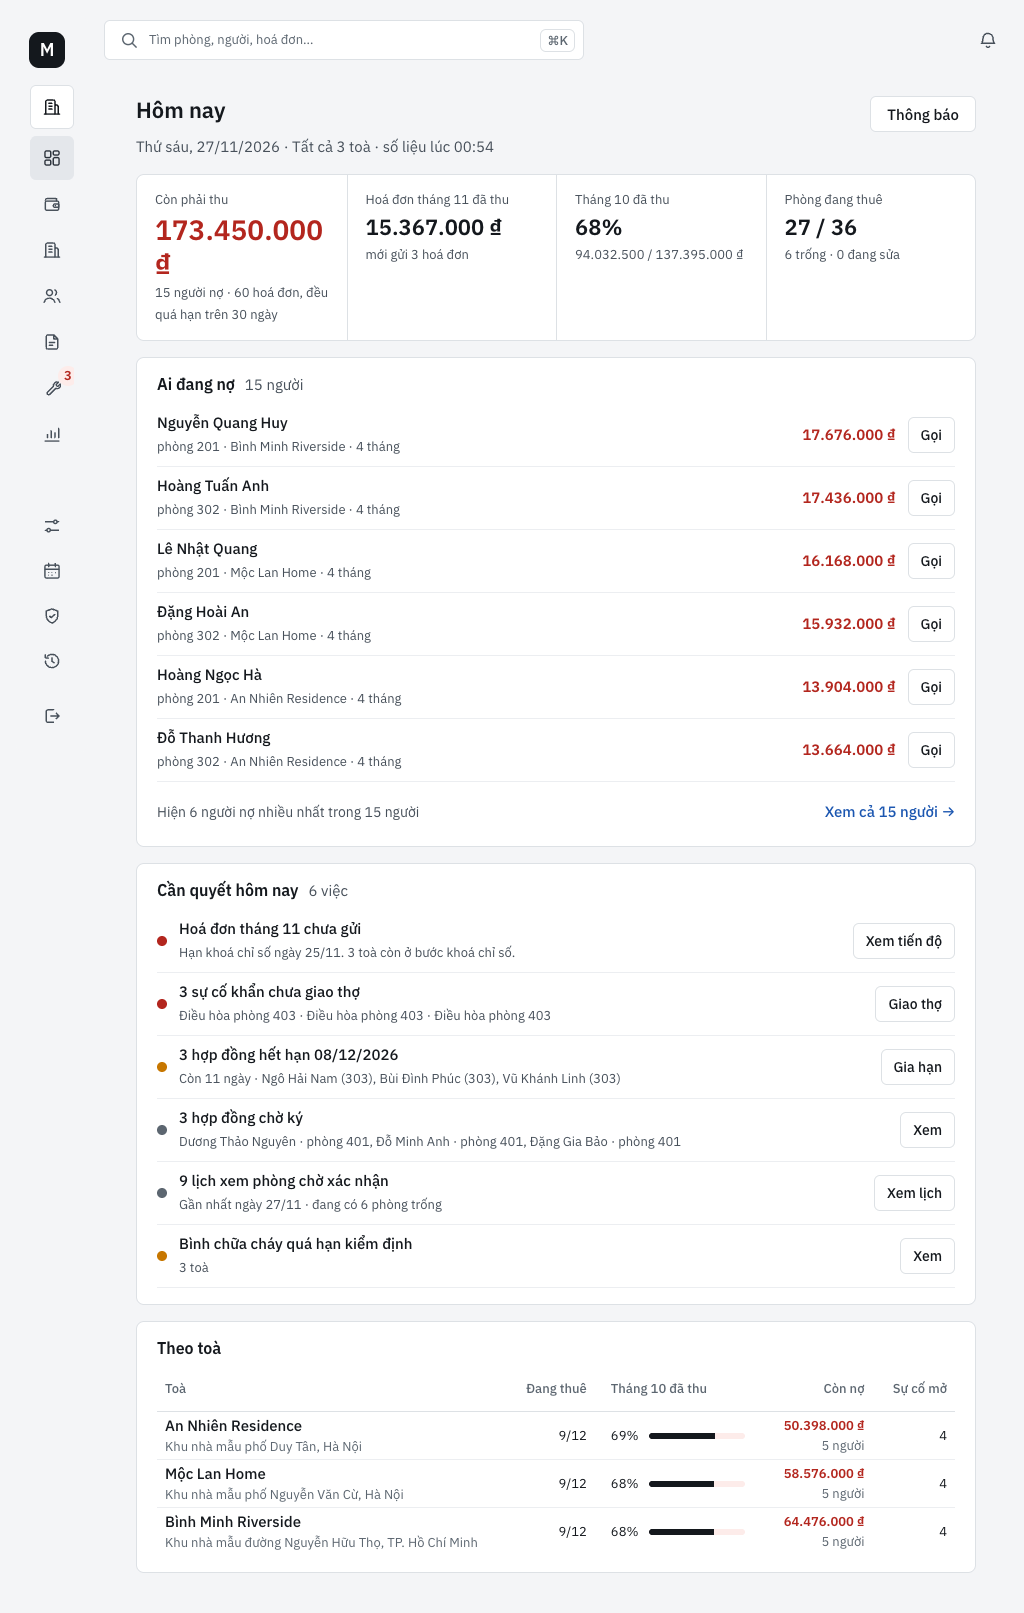 M
Tìm phòng, người, hoá đơn...
⌘K
Hôm nay
Thông báo
Thứ sáu, 27/11/2026 · Tất cả 3 toà · số liệu lúc 00:54
Còn phải thu
173.450.000
₫
15 người nợ · 60 hoá đơn, đều
quá hạn trên 30 ngày
Hoá đơn tháng 11 đã thu
15.367.000 ₫
mới gửi 3 hoá đơn
Tháng 10 đã thu
68%
94.032.500 / 137.395.000 ₫
Phòng đang thuê
27 / 36
6 trống · 0 đang sửa
3
Ai đang nợ 15 người
Nguyễn Quang Huy
phòng 201 · Bình Minh Riverside · 4 tháng
17.676.000 ₫ Gọi
Hoàng Tuấn Anh
phòng 302 · Bình Minh Riverside · 4 tháng
17.436.000 ₫ Gọi
Lê Nhật Quang
phòng 201 · Mộc Lan Home · 4 tháng
16.168.000 ₫ Gọi
Đặng Hoài An
phòng 302 · Mộc Lan Home · 4 tháng
15.932.000 ₫ Gọi
Hoàng Ngọc Hà
phòng 201 · An Nhiên Residence · 4 tháng
13.904.000 ₫ Gọi
Đỗ Thanh Hương
phòng 302 · An Nhiên Residence · 4 tháng
13.664.000 ₫ Gọi
Hiện 6 người nợ nhiều nhất trong 15 người
Xem cả 15 người →
Cần quyết hôm nay 6 việc
Hoá đơn tháng 11 chưa gửi
Hạn khoá chỉ số ngày 25/11. 3 toà còn ở bước khoá chỉ số.
Xem tiến độ
3 sự cố khẩn chưa giao thợ
Điều hòa phòng 403 · Điều hòa phòng 403 · Điều hòa phòng 403
Giao thợ
3 hợp đồng hết hạn 08/12/2026
Còn 11 ngày · Ngô Hải Nam (303), Bùi Đình Phúc (303), Vũ Khánh Linh (303)
Gia hạn
3 hợp đồng chờ ký
Dương Thảo Nguyên · phòng 401, Đỗ Minh Anh · phòng 401, Đặng Gia Bảo · phòng 401
Xem
9 lịch xem phòng chờ xác nhận
Gần nhất ngày 27/11 · đang có 6 phòng trống
Xem lịch
Bình chữa cháy quá hạn kiểm định
3 toà
Xem
Theo toà
Toà Đang thuê Tháng 10 đã thu Còn nợ Sự cố mở
An Nhiên Residence
Khu nhà mẫu phố Duy Tân, Hà Nội
9/12 69% 50.398.000 ₫ 4
5 người
Mộc Lan Home
Khu nhà mẫu phố Nguyễn Văn Cừ, Hà Nội
9/12 68% 58.576.000 ₫ 4
5 người
Bình Minh Riverside
Khu nhà mẫu đường Nguyễn Hữu Thọ, TP. Hồ Chí Minh
9/12 68% 64.476.000 ₫ 4
5 người